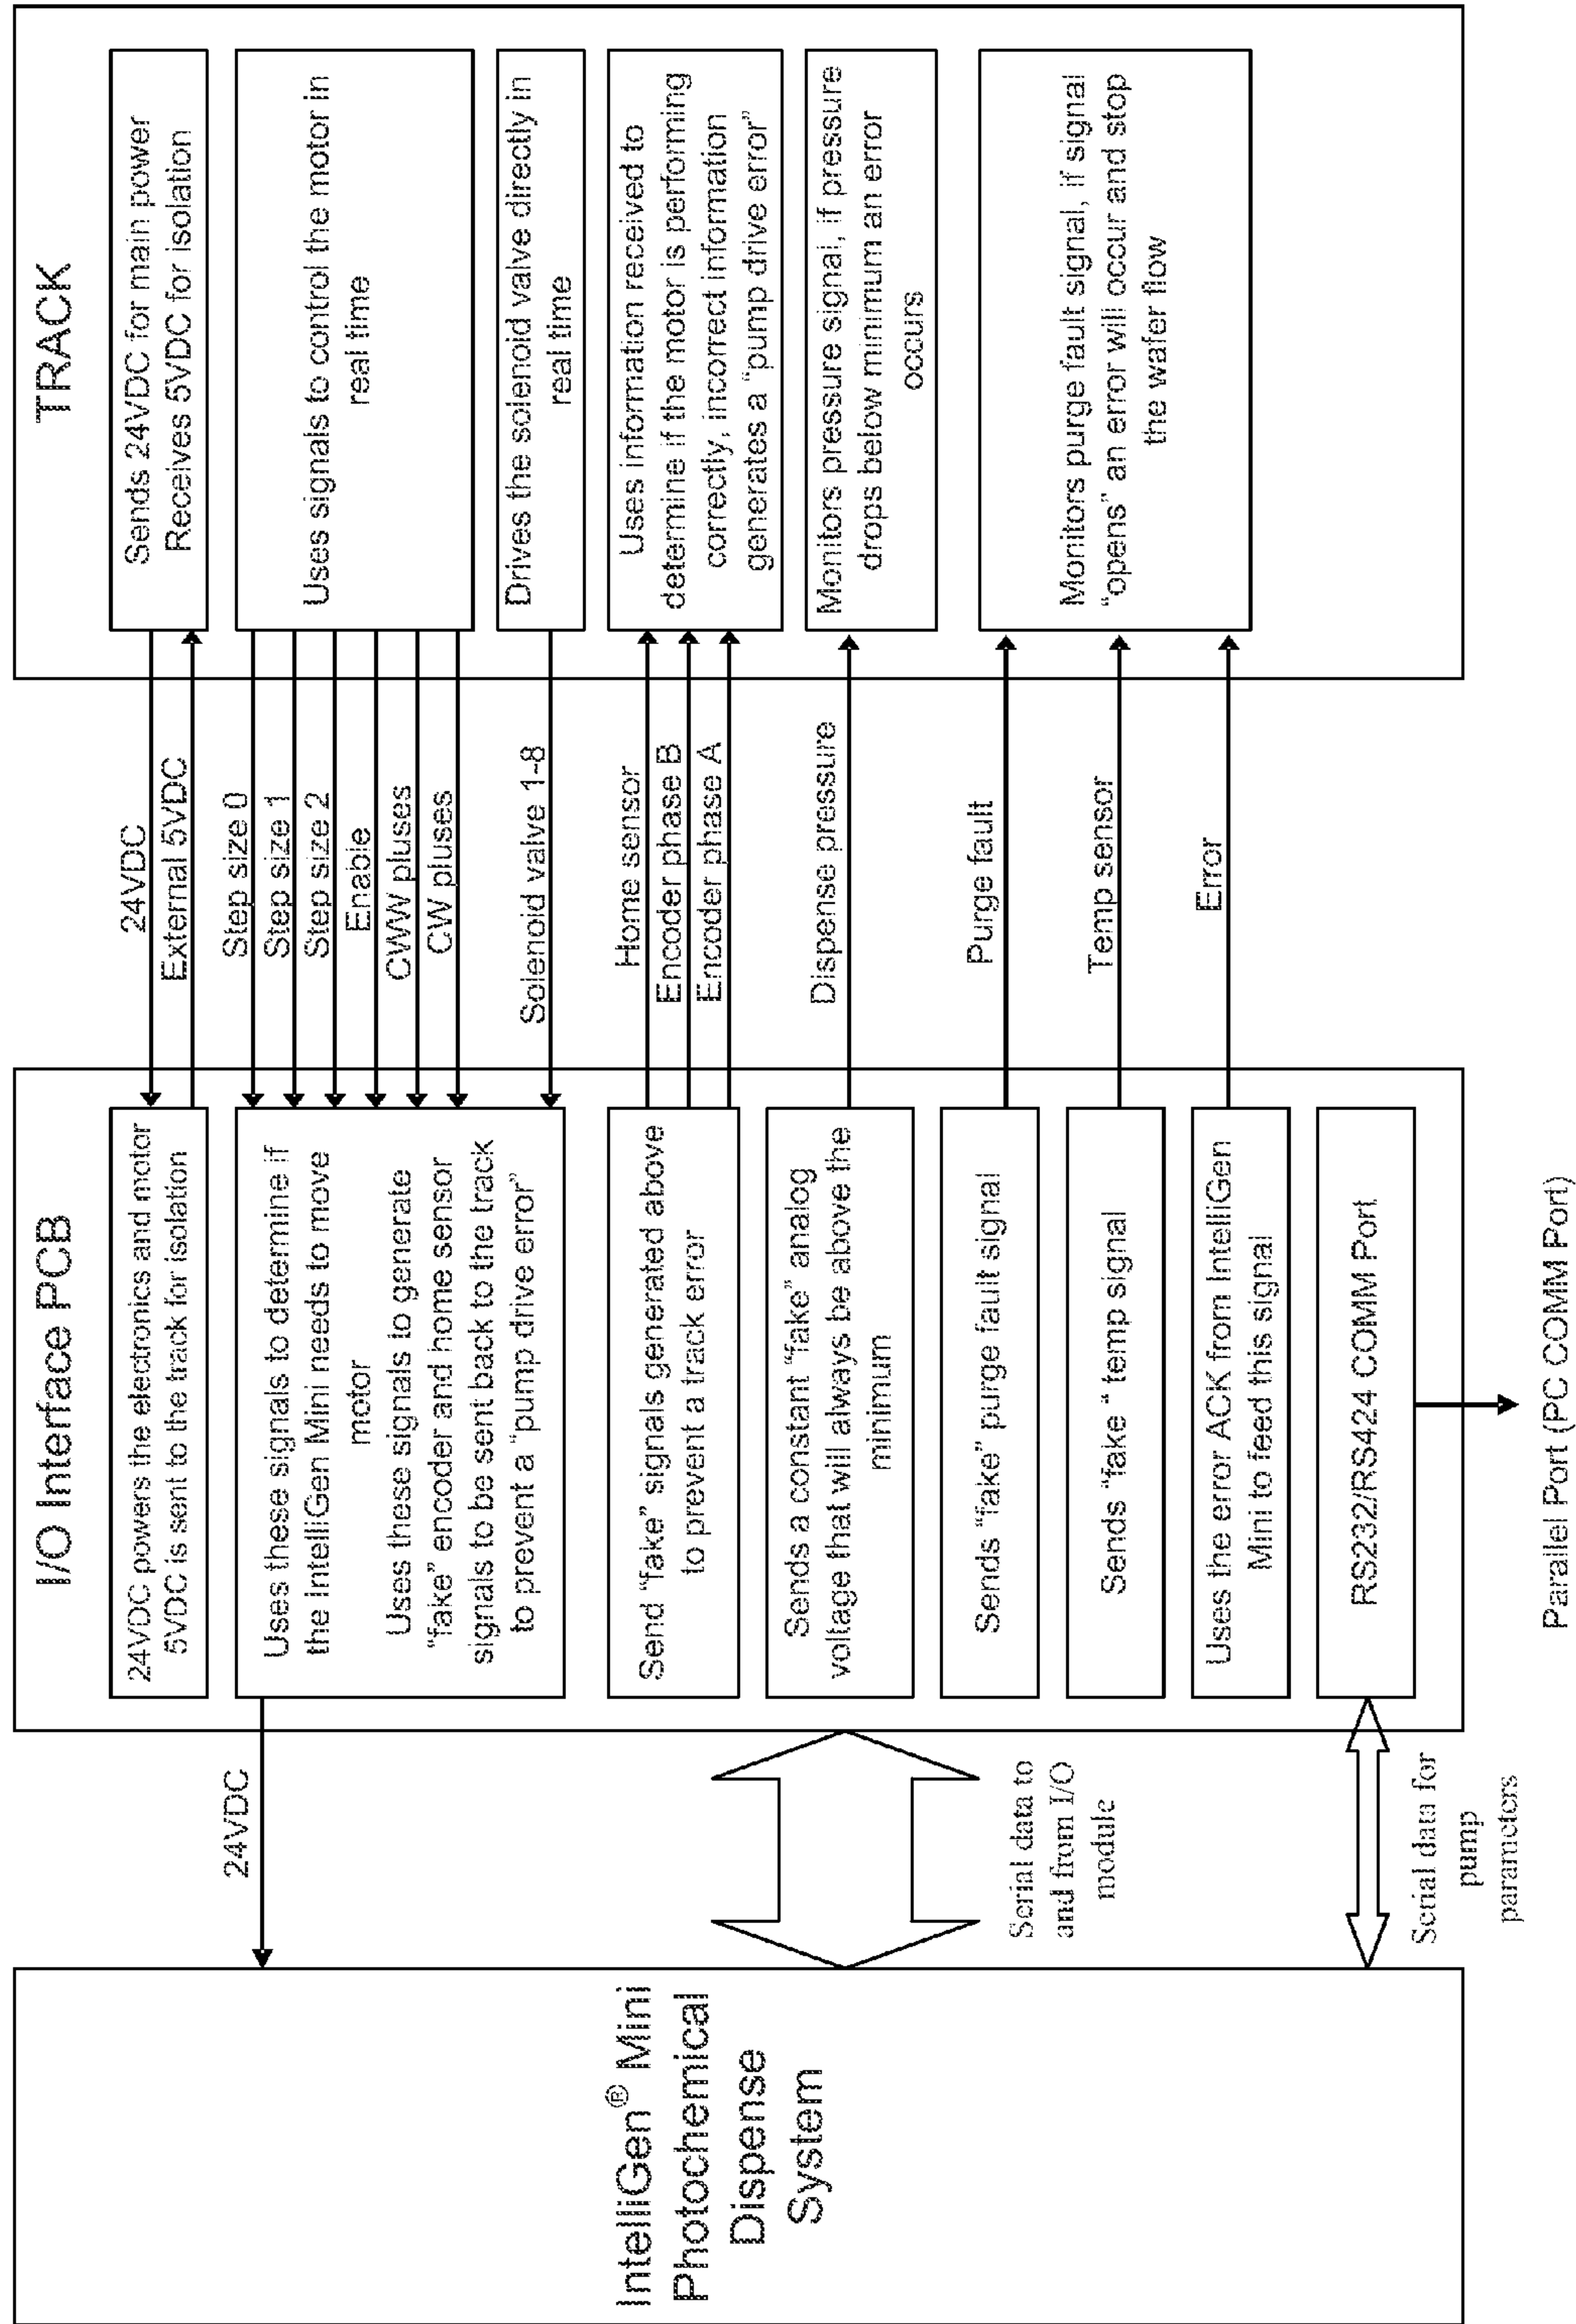 IntelliGen® Mini
Photochemical
Dispense
System
24VDC
Serial data to
and from I/O
module
Serial data for
pump
parameters
I/O Interface PCB
24VDC powers the electronics and motor
5VDC is sent to the track for isolation
Uses these signals to determine if
the IntelliGen Mini needs to move
motor
Uses these signals to generate
"fake" encoder and home sensor
signals to be sent back to the track
to prevent a "pump drive error"
Send "fake" signals generated above
to prevent a track error
Sends a constant "fake" analog
voltage that will always be above the
minimum
Sends "fake" purge fault signal
Sends "fake " temp signal
Uses the error ACK from IntelliGen
Mini to feed this signal
RS232/RS424 COMM Port
Parallel Port (PC COMM Port)
24VDC
External 5VDC
Step size 0
Step size 1
Step size 2
Enable
CWW pluses
CW pluses
Solenoid valve 1-8
Home sensor
Encoder phase B
Encoder phase A
Dispense pressure
Purge fault
Temp sensor
Error
TRACK
Sends 24VDC for main power
Receives 5VDC for isolation
Uses signals to control the motor in
real time
Drives the solenoid valve directly in
real time
Uses information received to
determine if the motor is performing
correctly, incorrect information
generates a "pump drive error"
Monitors pressure signal, if pressure
drops below minimum an error
occurs
Monitors purge fault signal, if signal
"opens" an error will occur and stop
the wafer flow